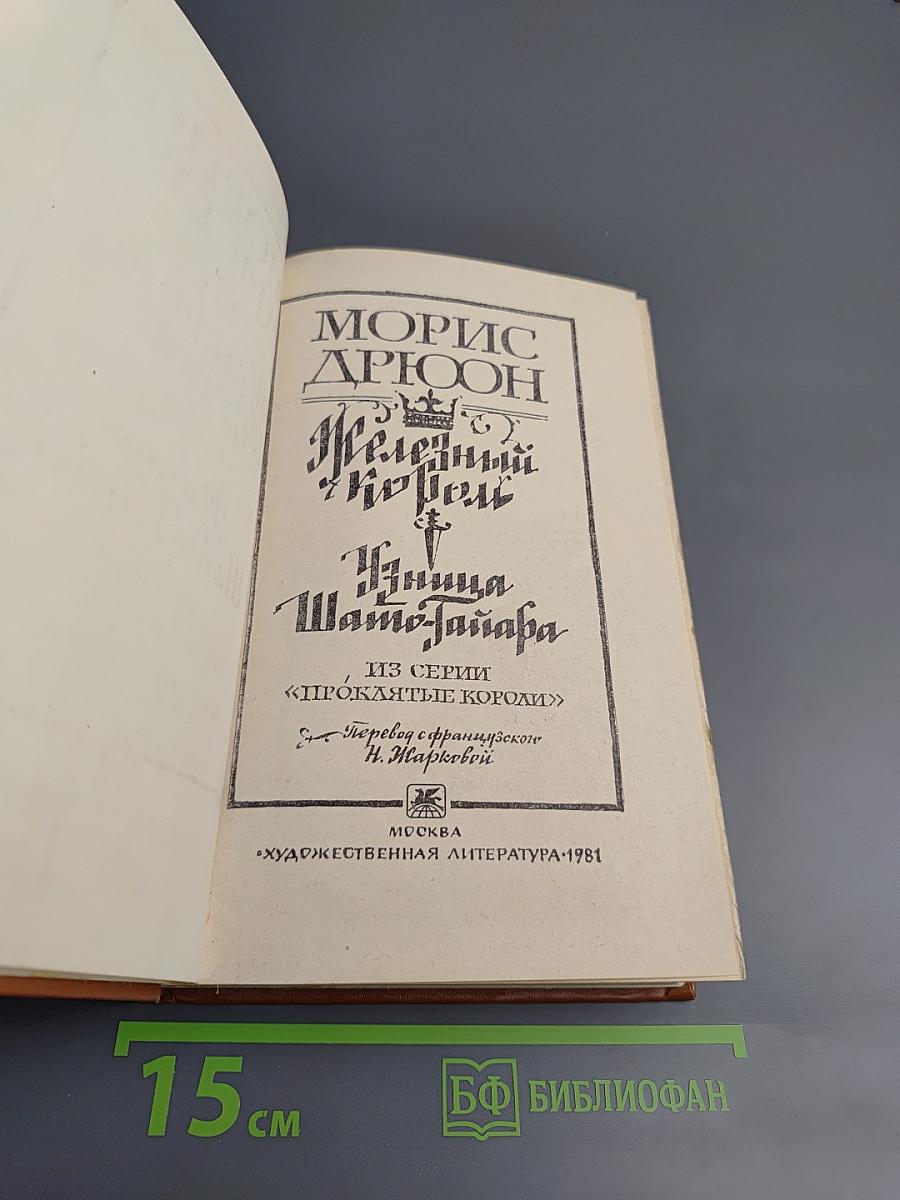 МОРИС
ДРЮОН
Железный
король
Узница
Шато-Гайара
ИЗ СЕРИИ
«ПРОКЛЯТЫЕ КОРОЛИ»
Перевод с французского
Н. Жарковой
МОСКВА
«ХУДОЖЕСТВЕННАЯ ЛИТЕРАТУРА»1981
15 см
БФ БИБЛИОФАН